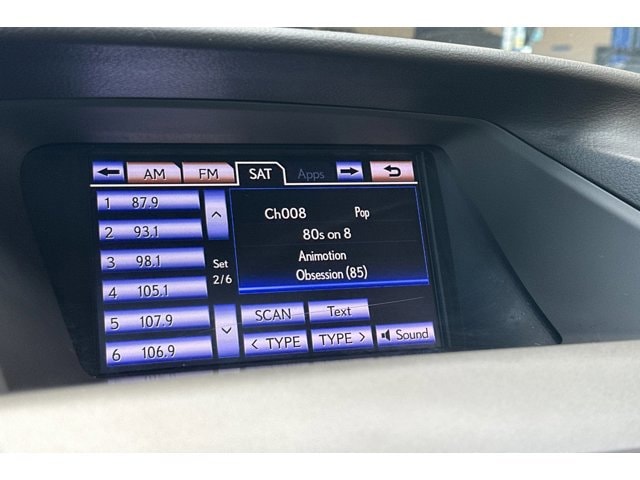 AM FM SAT Apps
1 87.9
2 93.1
3 98.1
4 105.1
5 107.9
6 106.9
Set
2/6
Ch008 Pop
80s on 8
Animotion
Obsession (85)
SCAN Text
< TYPE TYPE > Sound